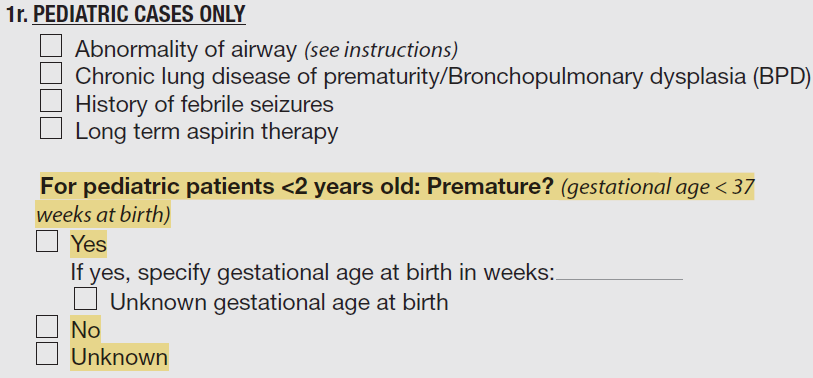 1r. PEDIATRIC CASES ONLY
Abnormality of airway (see instructions)
Chronic lung disease of prematurity/Bronchopulmonary dysplasia (BPD)
History of febrile seizures
Long term aspirin therapy
For pediatric patients <2 years old: Premature? (gestational age < 37
weeks at birth)
Yes
If yes, specify gestational age at birth in weeks:
Unknown gestational age at birth
No
Unknown